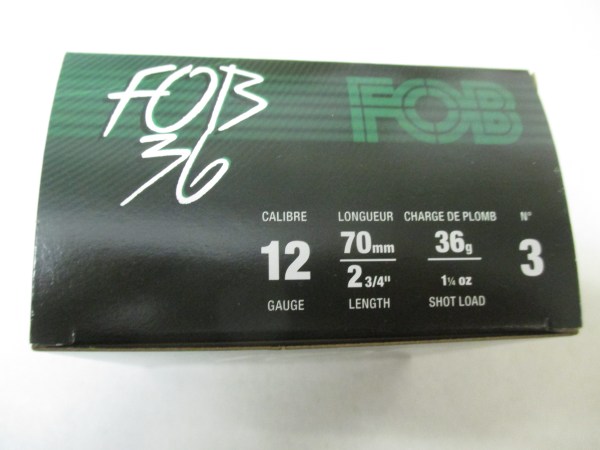 FOB
36
FOB
CALIBRE LONGUEUR CHARGE DE PLOMB N°
12 70mm 36g 3
2 3/4" 1¼ oz
GAUGE LENGTH SHOT LOAD